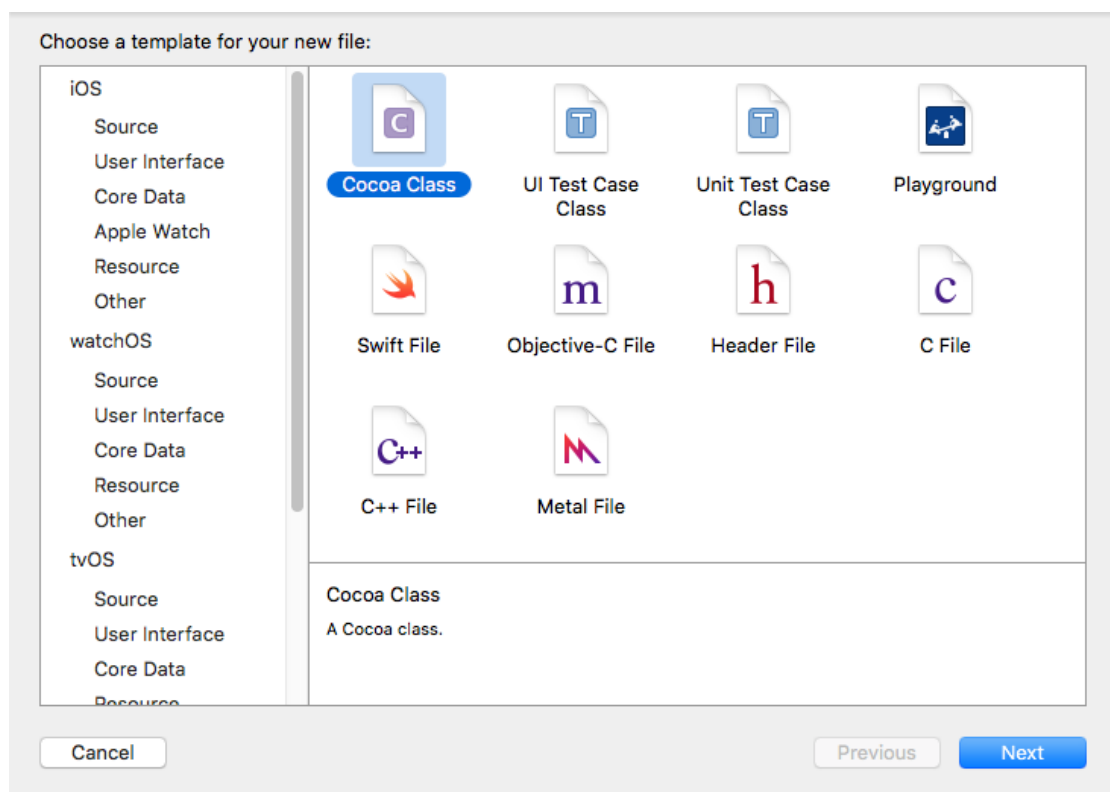 Choose a template for your new file:
iOS
Source
User Interface
Core Data
Apple Watch
Resource
Other
watchOS
Source
User Interface
Core Data
Resource
Other
tvOS
Source
User Interface
Core Data
Resource
C
T
T
Cocoa Class
UI Test Case
Class
Unit Test Case
Class
Playground
m
h
c
Swift File
Objective-C File
Header File
C File
C++
C++ File
Metal File
Cocoa Class
A Cocoa class.
Cancel
Previous
Next